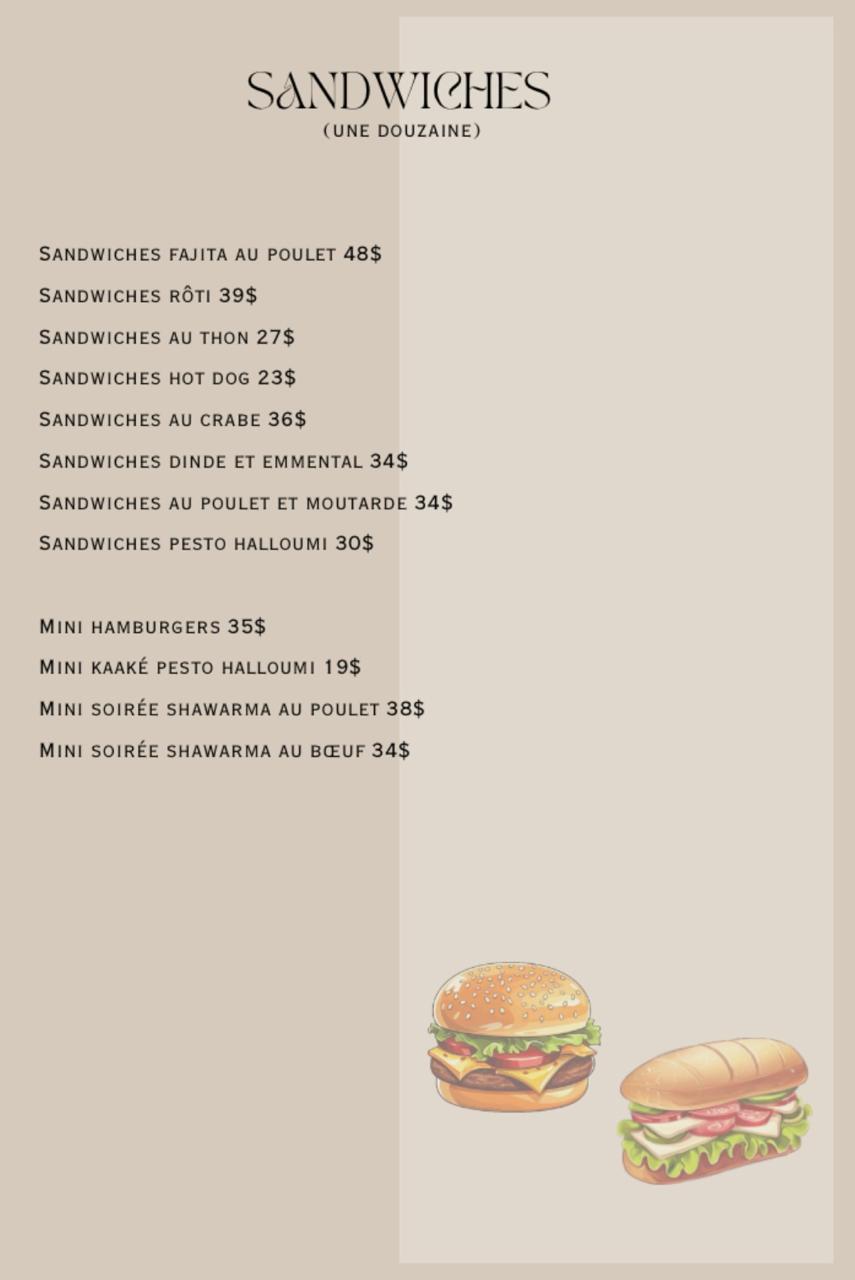 SANDWICHES
(UNE DOUZAINE)
SANDWICHES FAJITA AU POULET 48$
SANDWICHES RÔTI 39$
SANDWICHES AU THON 27$
SANDWICHES HOT DOG 23$
SANDWICHES AU CRABE 36$
SANDWICHES DINDE ET EMMENTAL 34$
SANDWICHES AU POULET ET MOUTARDE 34$
SANDWICHES PESTO HALLOUMI 30$
MINI HAMBURGERS 35$
MINI KAAKÉ PESTO HALLOUMI 19$
MINI SOIRÉE SHAWARMA AU POULET 38$
MINI SOIRÉE SHAWARMA AU BŒUF 34$